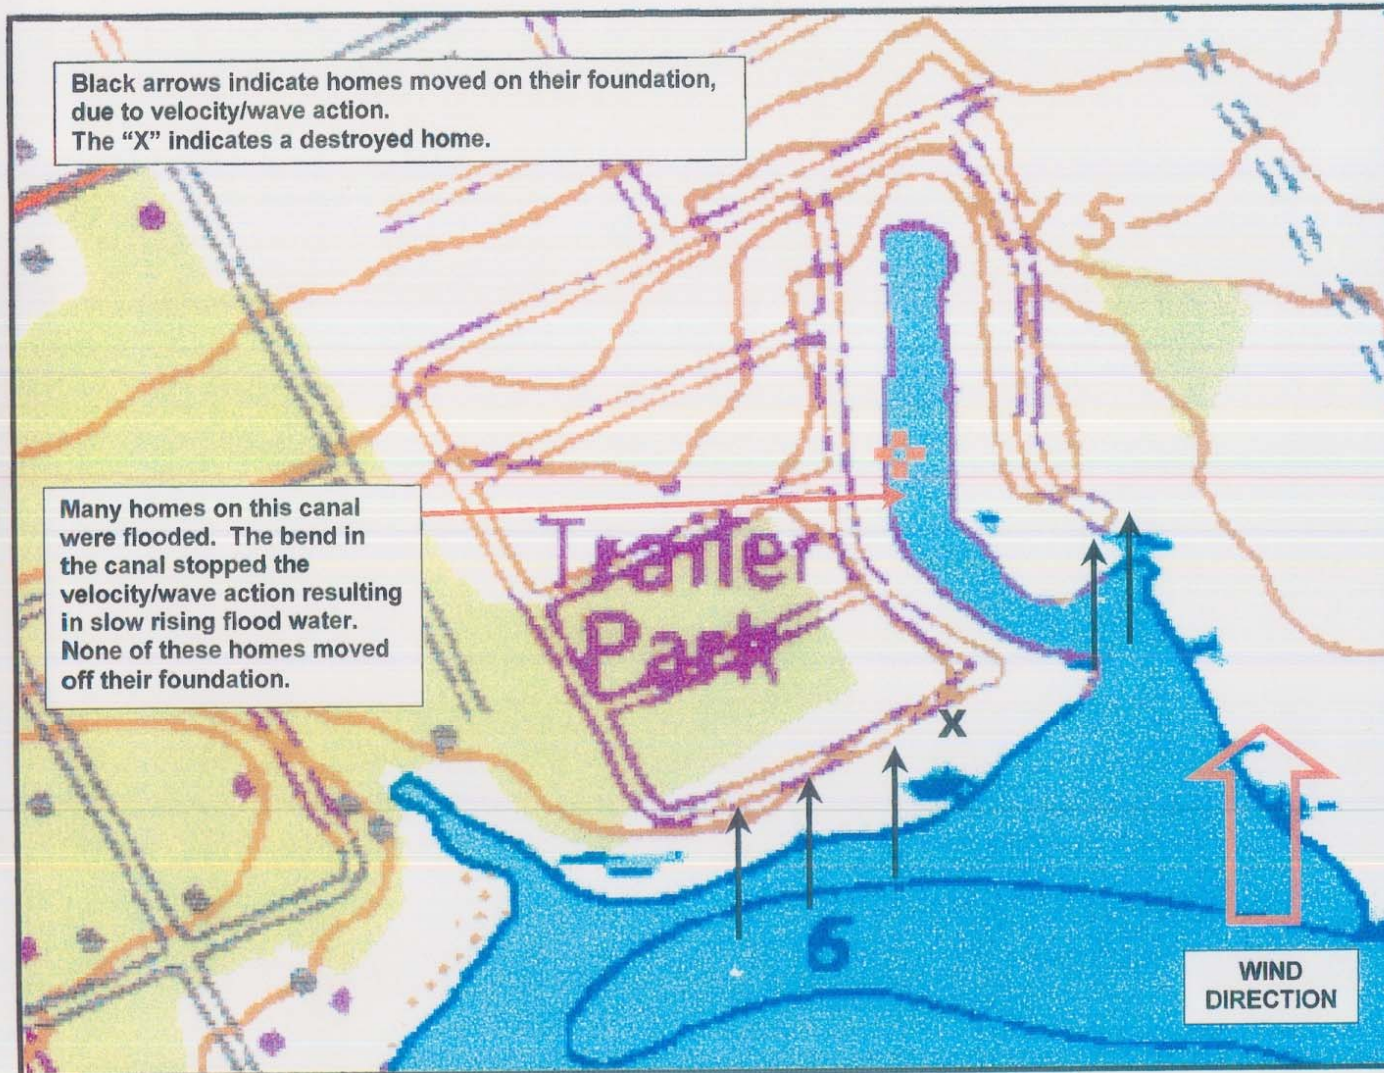 Black arrows indicate homes moved on their foundation,
due to velocity/wave action.
The “X” indicates a destroyed home.
15
Many homes on this canal
were flooded. The bend in
the canal stopped the
velocity/wave action resulting
in slow rising flood water.
None of these homes moved
off their foundation.
Trailer
Park
X
6
WIND
DIRECTION